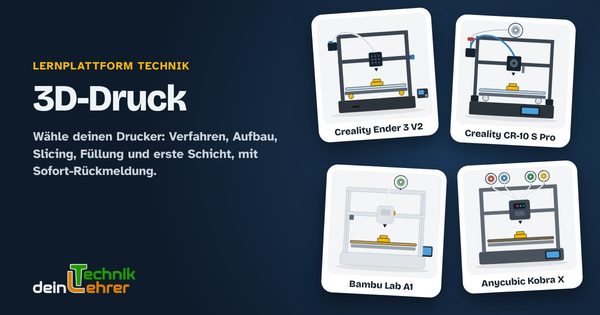 LERNPLATTFORM TECHNIK
3D-Druck
Wähle deinen Drucker: Verfahren, Aufbau,
Slicing, Füllung und erste Schicht, mit
Sofort-Rückmeldung.
Creality Ender 3 V2
Creality CR-10 S Pro
Bambu Lab A1
Anycubic Kobra X
Technik
dein Lehrer